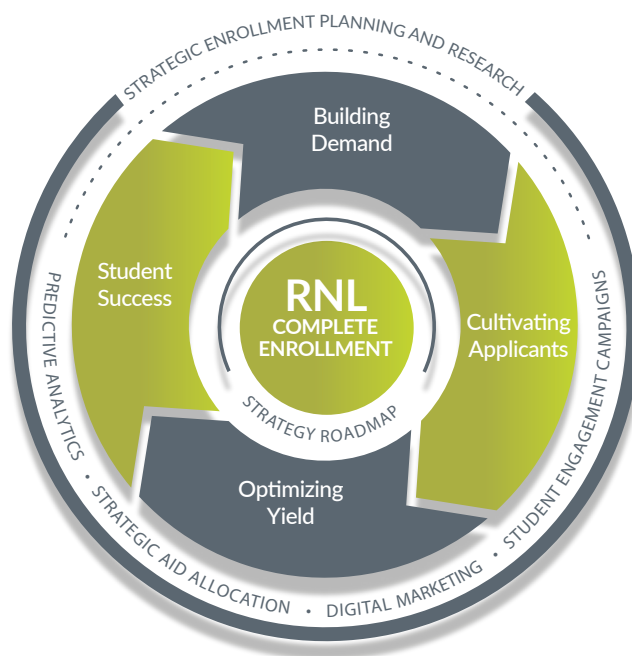 STRATEGIC ENROLLMENT PLANNING AND RESEARCH
Building
Demand
Student
Success
RNL
COMPLETE
ENROLLMENT
Cultivating
Applicants
STRATEGY ROADMAP
Optimizing
Yield
PREDICTIVE ANALYTICS • STRATEGIC AID ALLOCATION • DIGITAL MARKETING • STUDENT ENGAGEMENT CAMPAIGNS